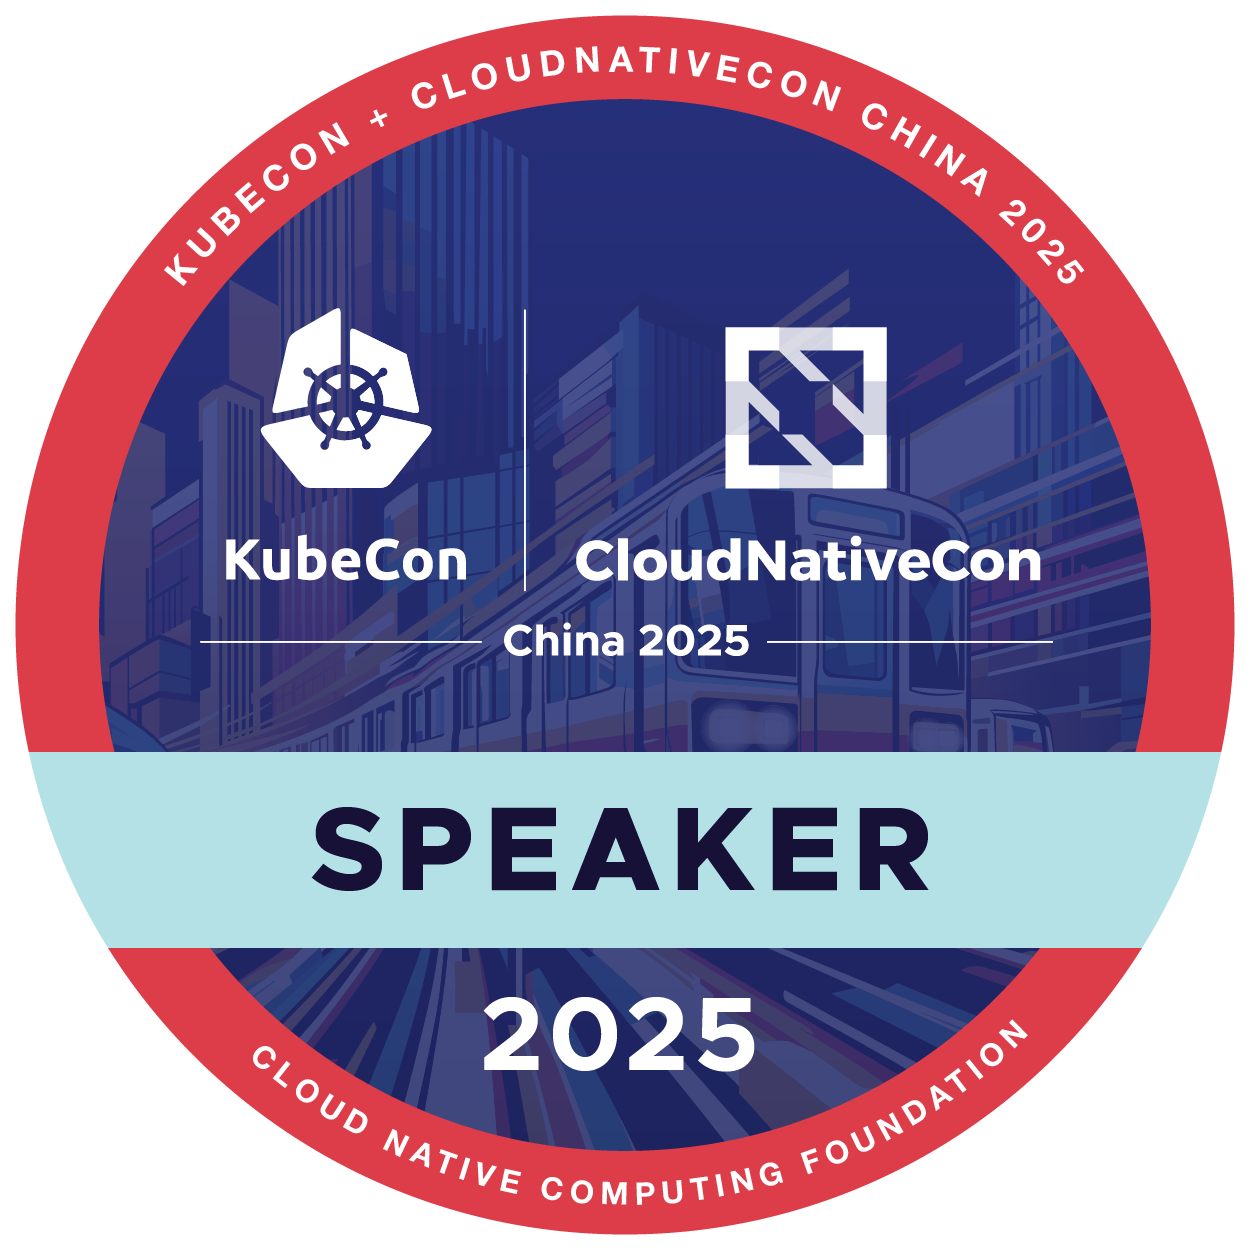 KUBECON + CLOUDNATIVECON CHINA 2025
KubeCon
CloudNativeCon
China 2025
SPEAKER
2025
CLOUD NATIVE COMPUTING FOUNDATION